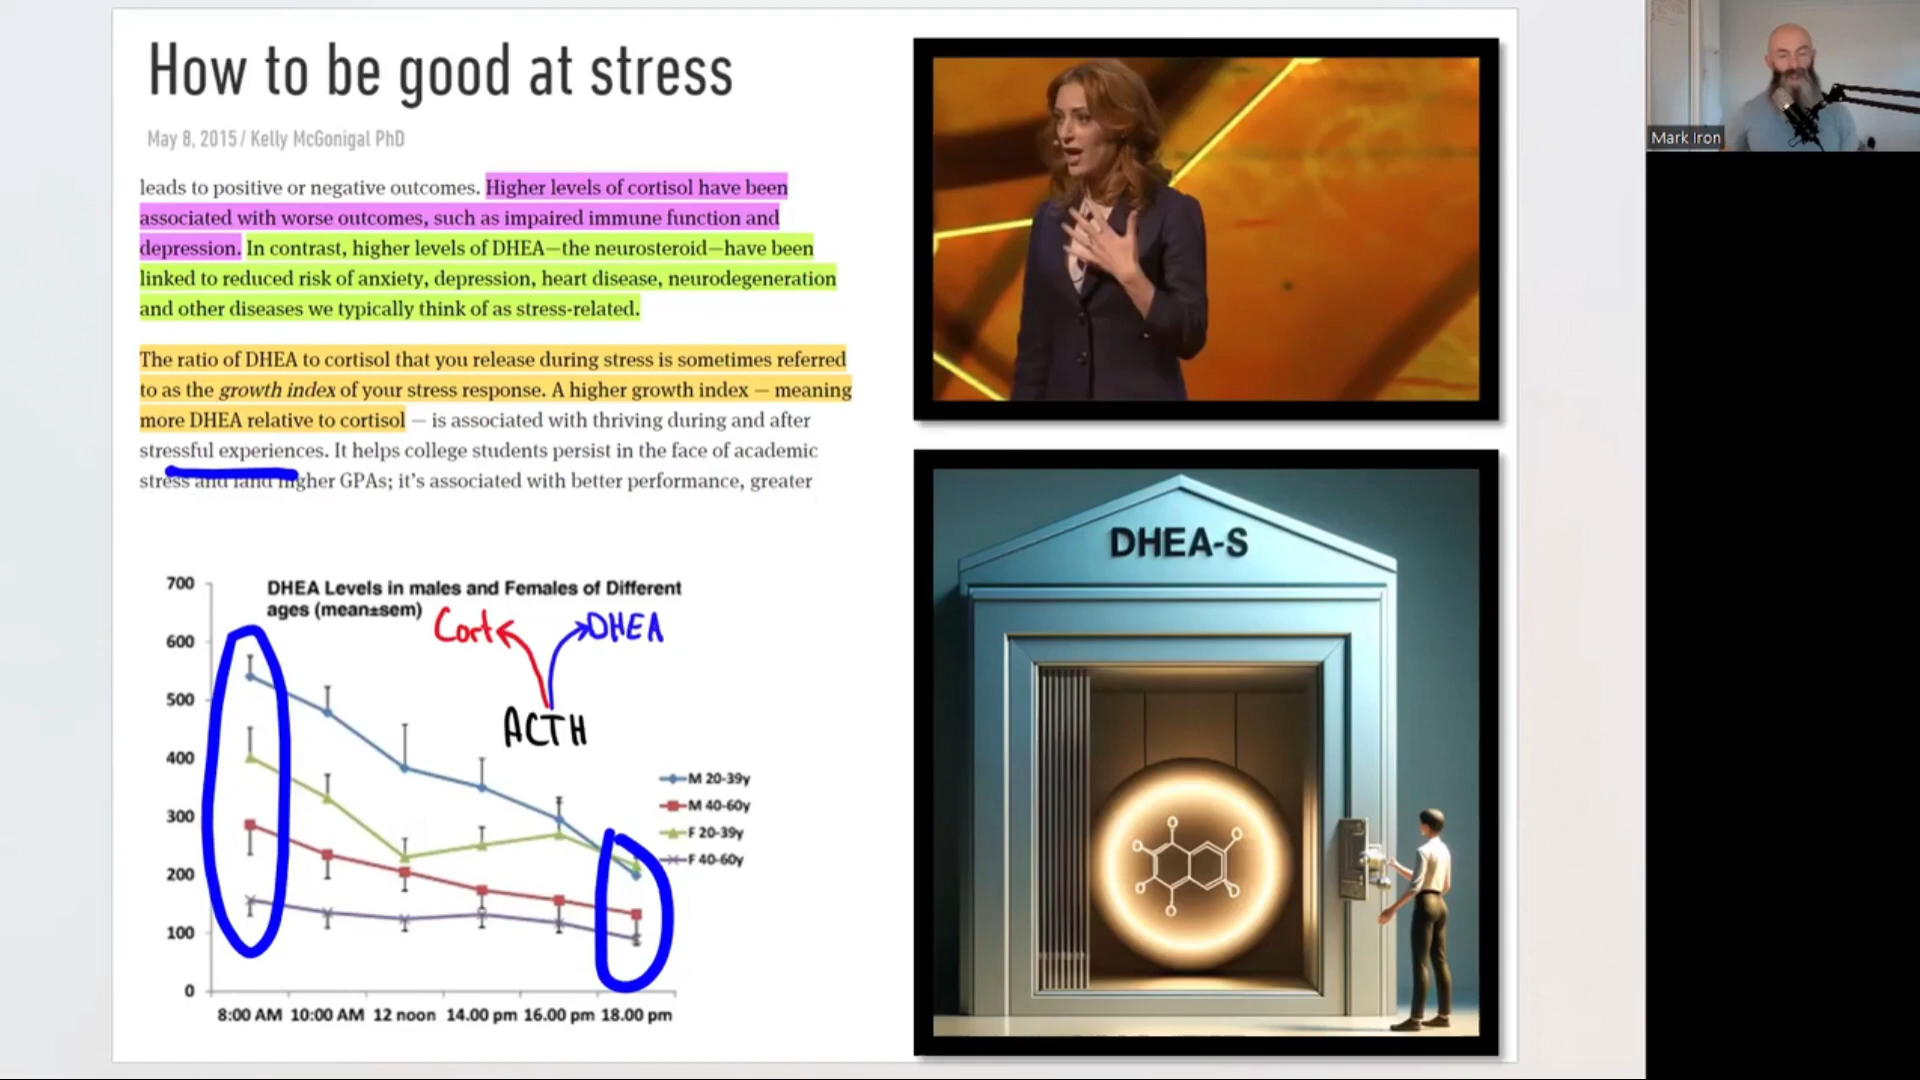 How to be good at stress
May 8, 2015 / Kelly McGonigal PhD
leads to positive or negative outcomes. Higher levels of cortisol have been
associated with worse outcomes, such as impaired immune function and
depression. In contrast, higher levels of DHEA—the neurosteroid—have been
linked to reduced risk of anxiety, depression, heart disease, neurodegeneration
and other diseases we typically think of as stress-related.
The ratio of DHEA to cortisol that you release during stress is sometimes referred
to as the growth index of your stress response. A higher growth index — meaning
more DHEA relative to cortisol — is associated with thriving during and after
stressful experiences. It helps college students persist in the face of academic
stress and land higher GPAs; it's associated with better performance, greater
DHEA Levels in males and Females of Different
ages (mean±sem)
Cort
DHEA
ACTH
700
600
500
400
300
200
100
0
8:00 AM 10:00 AM 12 noon 14.00 pm 16.00 pm 18.00 pm
M 20-39y
M 40-60y
F 20-39y
F 40-60y
DHEA-S
Mark Iron